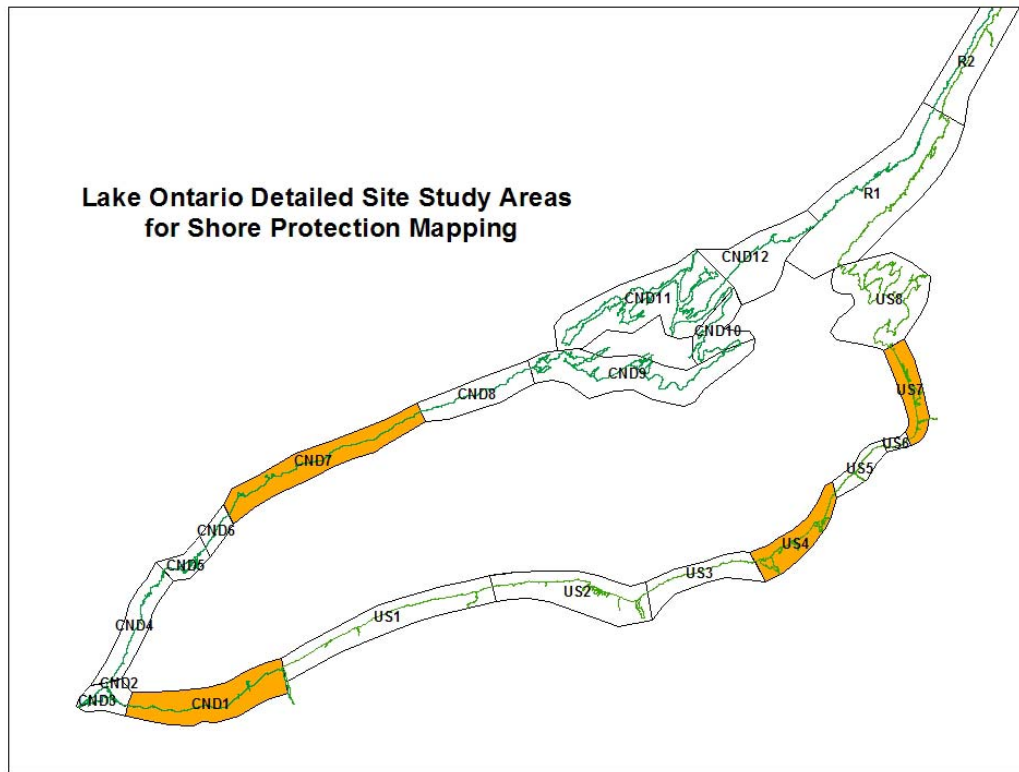 R2
Lake Ontario Detailed Site Study Areas
for Shore Protection Mapping
R1
CND12
CND11
US8
CND10
CND9
CND8
US7
US6
CND7
US5
CND6
US4
CND5
US3
US2
US1
CND4
CND2
CND3
CND1